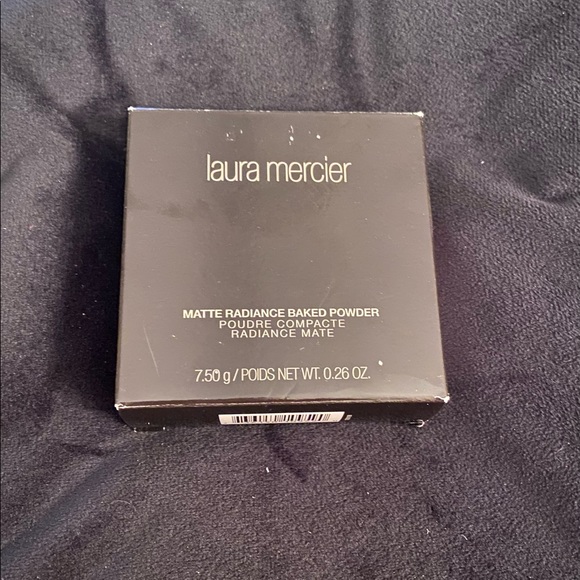 laura mercier
MATTE RADIANCE BAKED POWDER
POUDRE COMPACTE
RADIANCE MATE
7.50 g / POIDS NET WT. 0.26 OZ.